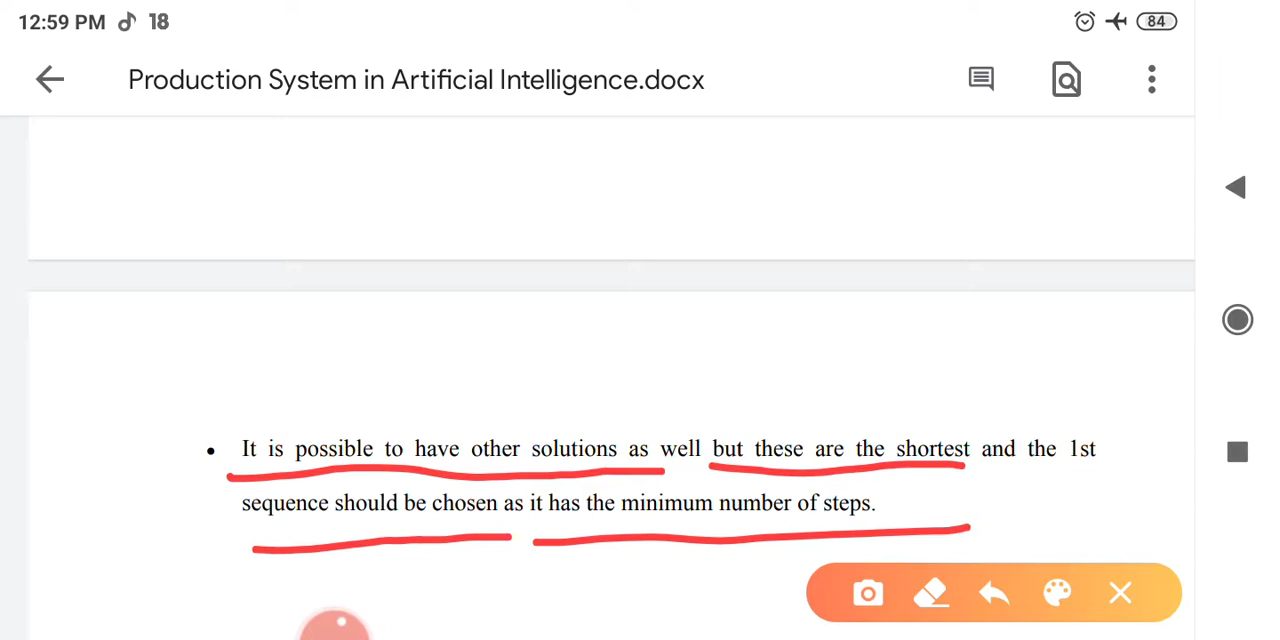 12:59 PM 18 84
Production System in Artificial Intelligence.docx
• It is possible to have other solutions as well but these are the shortest and the 1st
sequence should be chosen as it has the minimum number of steps.